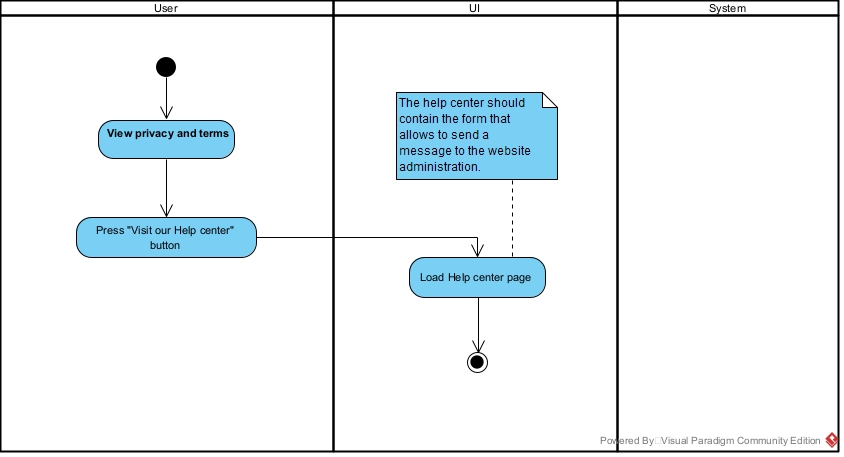 User
UI
System
The help center should
contain the form that
allows to send a
message to the website
administration.
View privacy and terms
Press "Visit our Help center"
button
Load Help center page
Powered By Visual Paradigm Community Edition